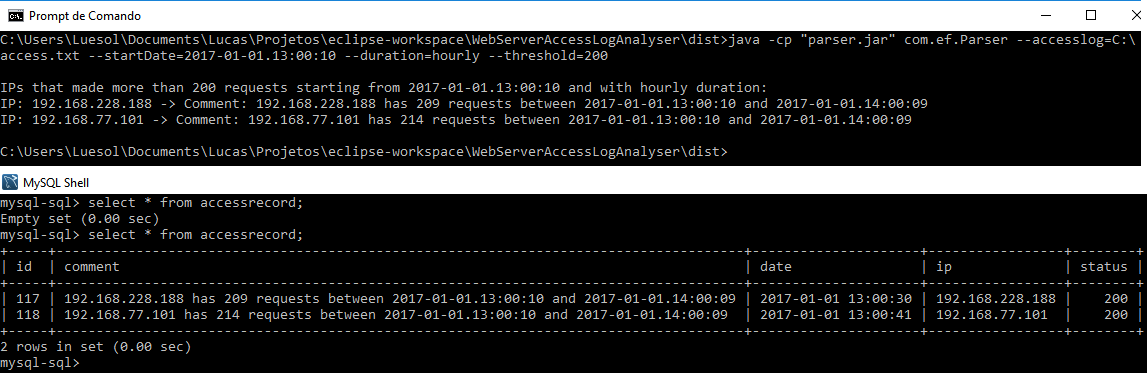 Prompt de Comando
C:\Users\Luesol\Documents\Lucas\Projetos\eclipse-workspace\WebServerAccessLogAnalyser\dist>java -cp "parser.jar" com.ef.Parser --accesslog=C:\
access.txt --startDate=2017-01-01.13:00:10 --duration=hourly --threshold=200
IPs that made more than 200 requests starting from 2017-01-01.13:00:10 and with hourly duration:
IP: 192.168.228.188 -> Comment: 192.168.228.188 has 209 requests between 2017-01-01.13:00:10 and 2017-01-01.14:00:09
IP: 192.168.77.101 -> Comment: 192.168.77.101 has 214 requests between 2017-01-01.13:00:10 and 2017-01-01.14:00:09
C:\Users\Luesol\Documents\Lucas\Projetos\eclipse-workspace\WebServerAccessLogAnalyser\dist>
MySQL Shell
mysql-sql> select * from accessrecord;
Empty set (0.00 sec)
mysql-sql> select * from accessrecord;
| id | comment | date | ip | status |
| 117 | 192.168.228.188 has 209 requests between 2017-01-01.13:00:10 and 2017-01-01.14:00:09 | 2017-01-01 13:00:30 | 192.168.228.188 | 200 |
| 118 | 192.168.77.101 has 214 requests between 2017-01-01.13:00:10 and 2017-01-01.14:00:09 | 2017-01-01 13:00:41 | 192.168.77.101 | 200 |
2 rows in set (0.00 sec)
mysql-sql>